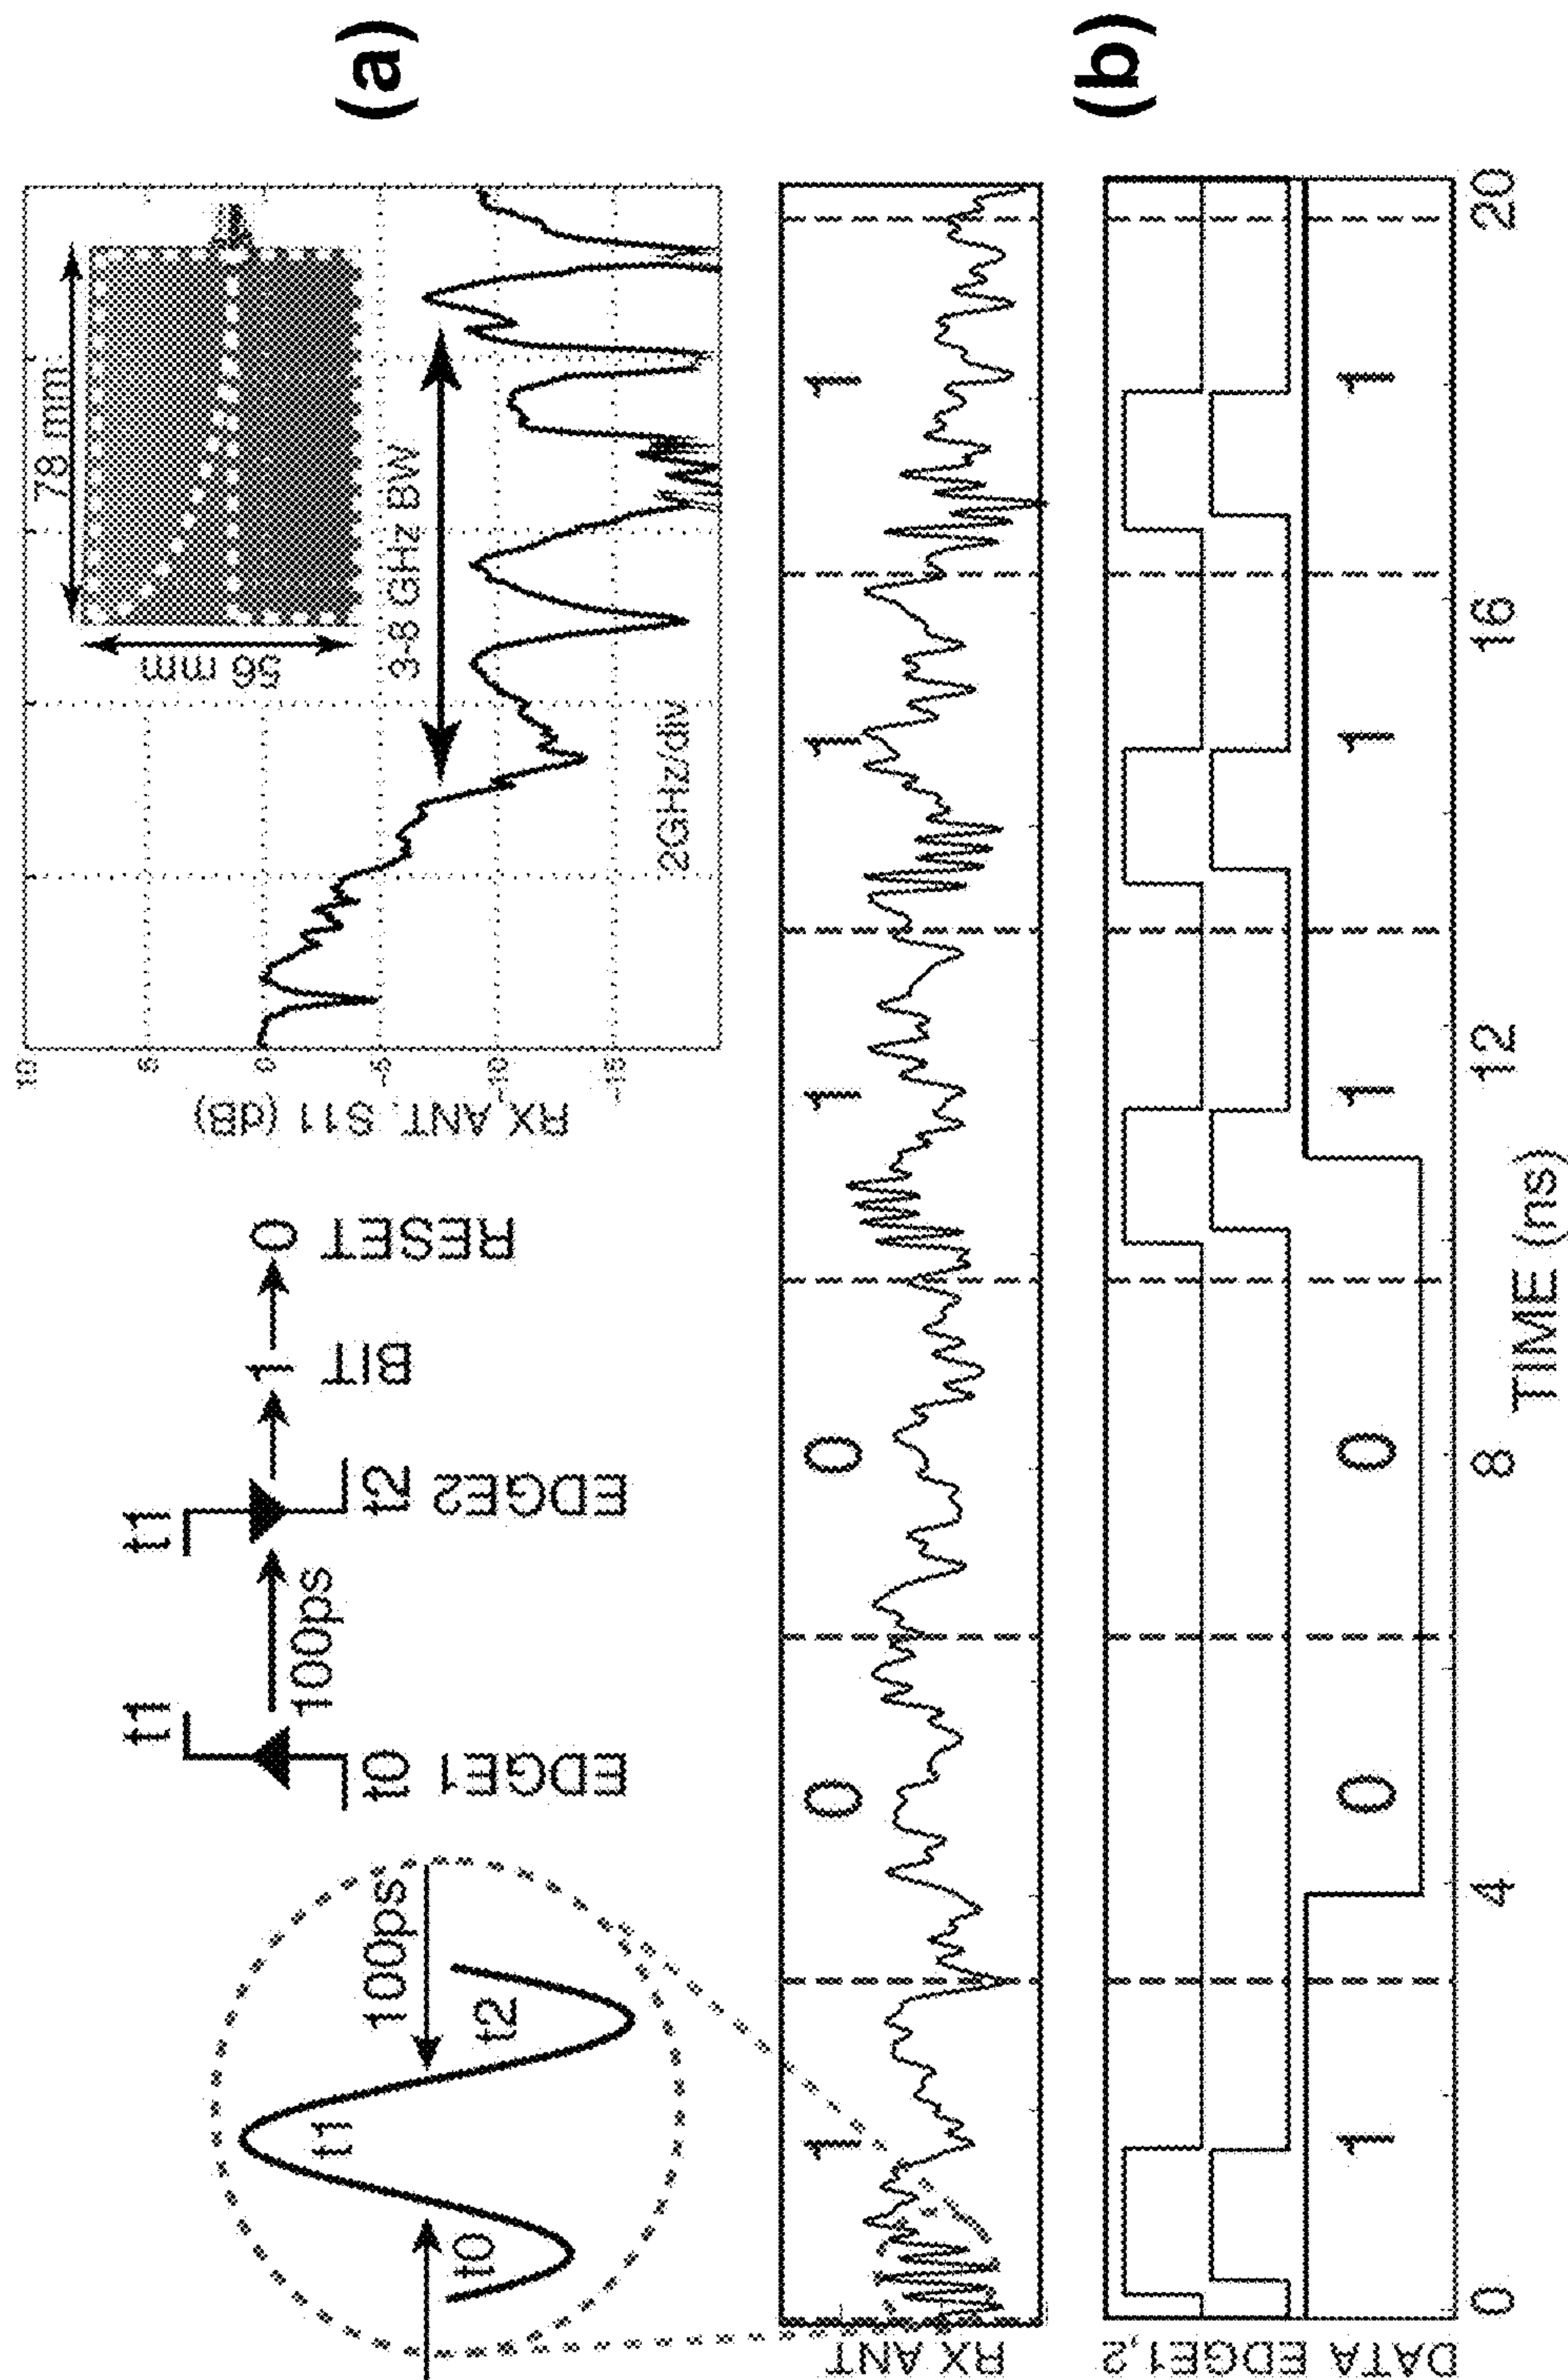 (a)
78 mm
56 mm
3-8 GHz BW
2GHz/div
10
5
0
-5
-10
-15
RX ANT. S11 (dB)
t0
t1
t2
100ps
t1
t0
EDGE1
100ps
t1
t2
EDGE2
1
BIT
0
RESET
(b)
RX ANT
1 0 0 1 1 1
EDGE1,2
DATA
1 0 0 1 1 1
0 4 8 12 16 20
TIME (ns)